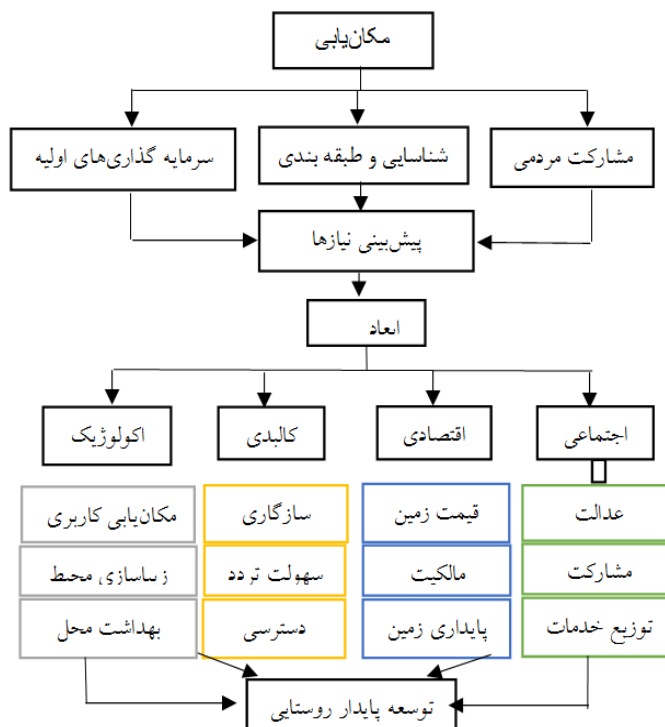 مکان‌یابی
مشارکت مردمی
شناسایی و طبقه بندی
سرمایه گذاری‌های اولیه
پیش‌بینی نیازها
ابعاد
اجتماعی
اقتصادی
کالبدی
اکولوژیک
عدالت
قیمت زمین
سازگاری
مکان‌یابی کاربری
مشارکت
مالکیت
سهولت تردد
زیباسازی محیط
توزیع خدمات
پایداری زمین
دسترسی
بهداشت محل
توسعه پایدار روستایی